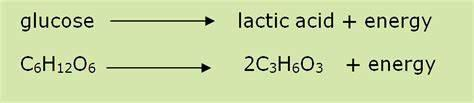 glucose ⟶ lactic acid + energy
C₆H₁₂O₆ ⟶ 2C₃H₆O₃ + energy